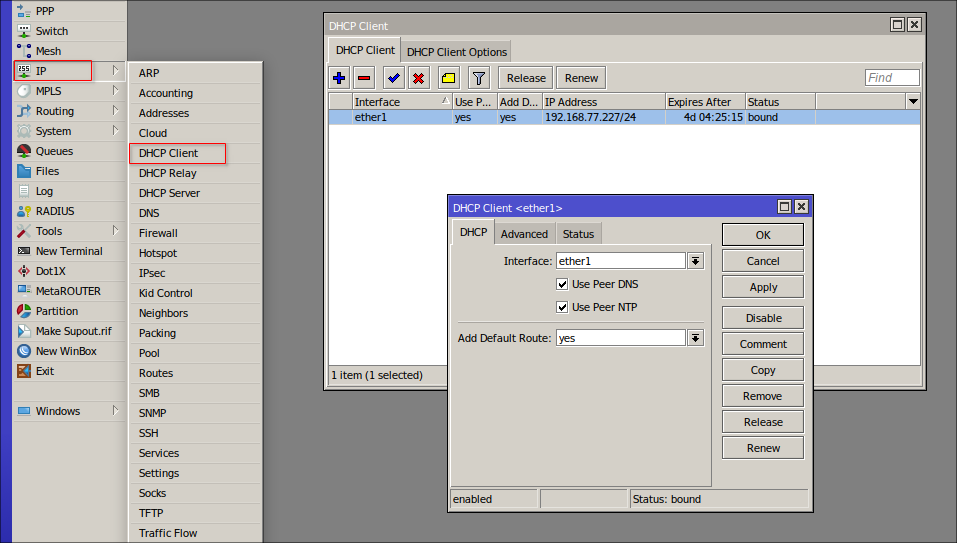 PPP
Switch
Mesh
IP
MPLS
Routing
System
Queues
Files
Log
RADIUS
Tools
New Terminal
Dot1X
MetaROUTER
Partition
Make Supout.rif
New WinBox
Exit
Windows
ARP
Accounting
Addresses
Cloud
DHCP Client
DHCP Relay
DHCP Server
DNS
Firewall
Hotspot
IPsec
Kid Control
Neighbors
Packing
Pool
Routes
SMB
SNMP
SSH
Services
Settings
Socks
TFTP
Traffic Flow
DHCP Client
DHCP Client DHCP Client Options
Release Renew Find
Interface Use P... Add D... IP Address Expires After Status
ether1 yes yes 192.168.77.227/24 4d 04:25:15 bound
1 item (1 selected)
DHCP Client <ether1>
DHCP Advanced Status
Interface: ether1
Use Peer DNS
Use Peer NTP
Add Default Route: yes
OK
Cancel
Apply
Disable
Comment
Copy
Remove
Release
Renew
enabled Status: bound